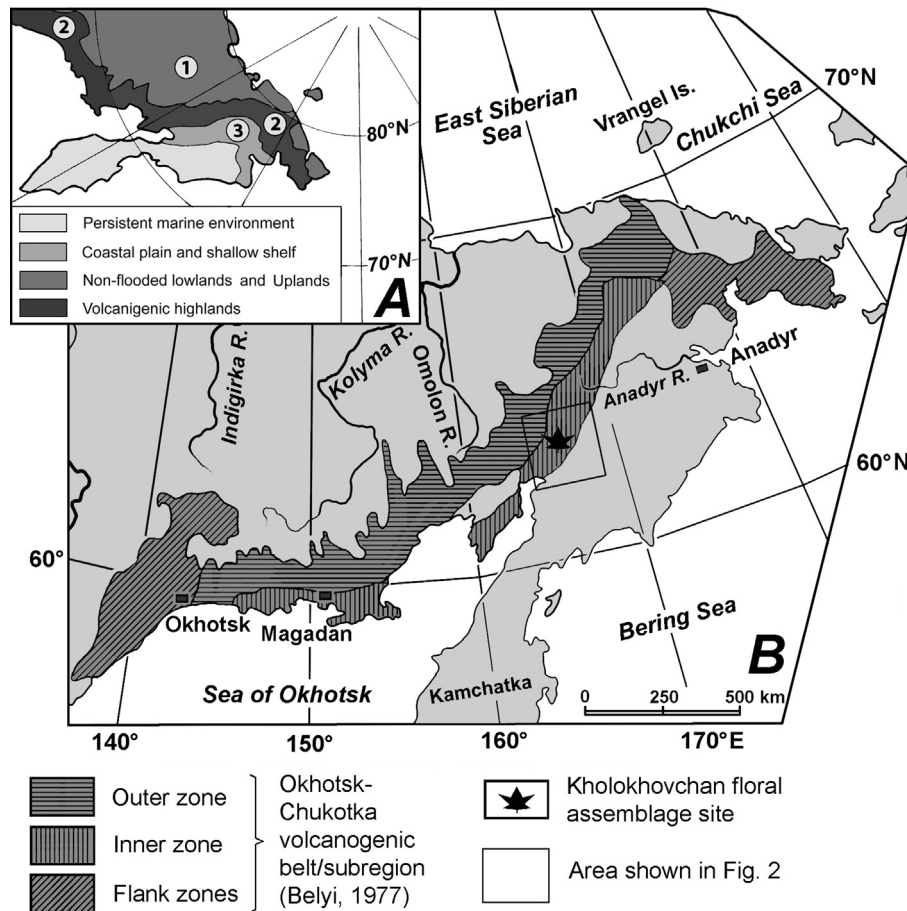 2
1
3
2
80°N
70°N
Persistent marine environment
Coastal plain and shallow shelf
Non-flooded lowlands and Uplands
Volcanigenic highlands
A
East Siberian
Sea
Vrangel Is.
Chukchi Sea
70°N
Indigirka R.
Kolyma R.
Omolon R.
Anadyr R.
Anadyr
60°N
60°
Okhotsk
Magadan
Bering Sea
B
Sea of Okhotsk
Kamchatka
0 250 500 km
140° 150° 160° 170°E
Outer zone
Inner zone
Flank zones
Okhotsk-
Chukotka
volcanogenic
belt/subregion
(Belyi, 1977)
Kholokhovchan floral
assemblage site
Area shown in Fig. 2